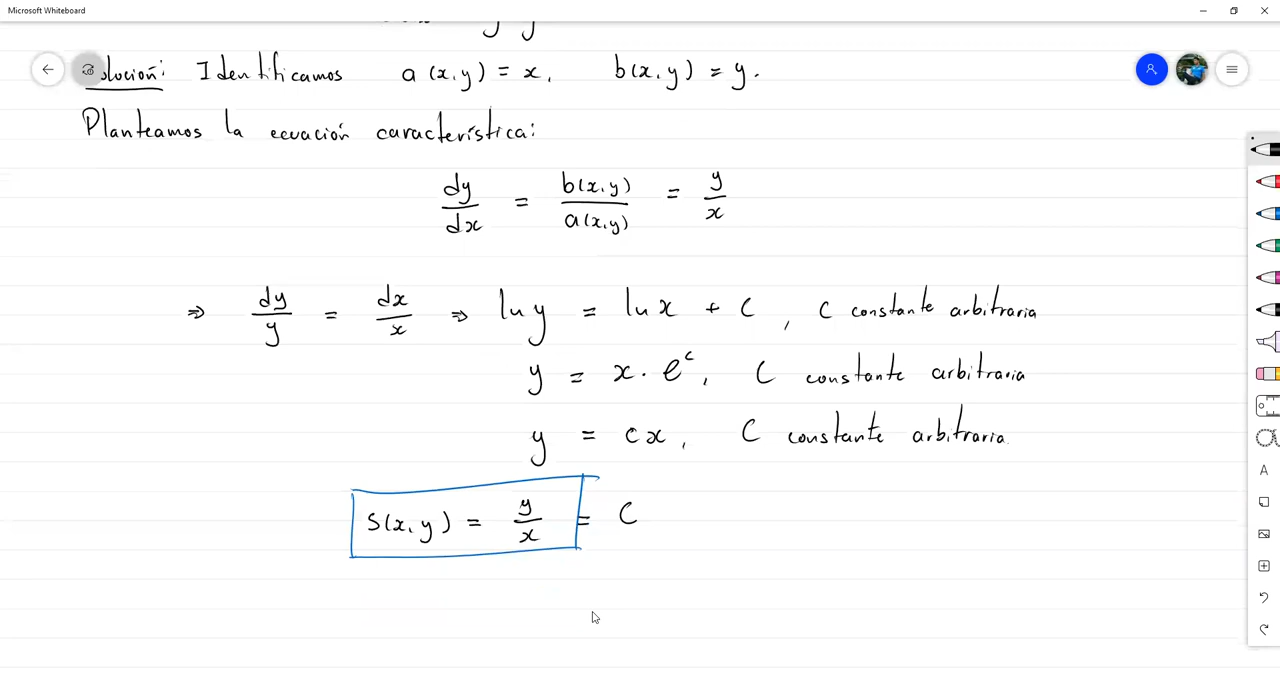 Microsoft Whiteboard
Solución: Identificamos a(x,y) = x, b(x,y) = y.
Planteamos la ecuación característica:
dy/dx = b(x,y)/a(x,y) = y/x
⇒ dy/y = dx/x ⇒ ln y = ln x + C, C constante arbitraria
y = x · e^c, C constante arbitraria
y = cx, C constante arbitraria.
S(x,y) = y/x = C
A